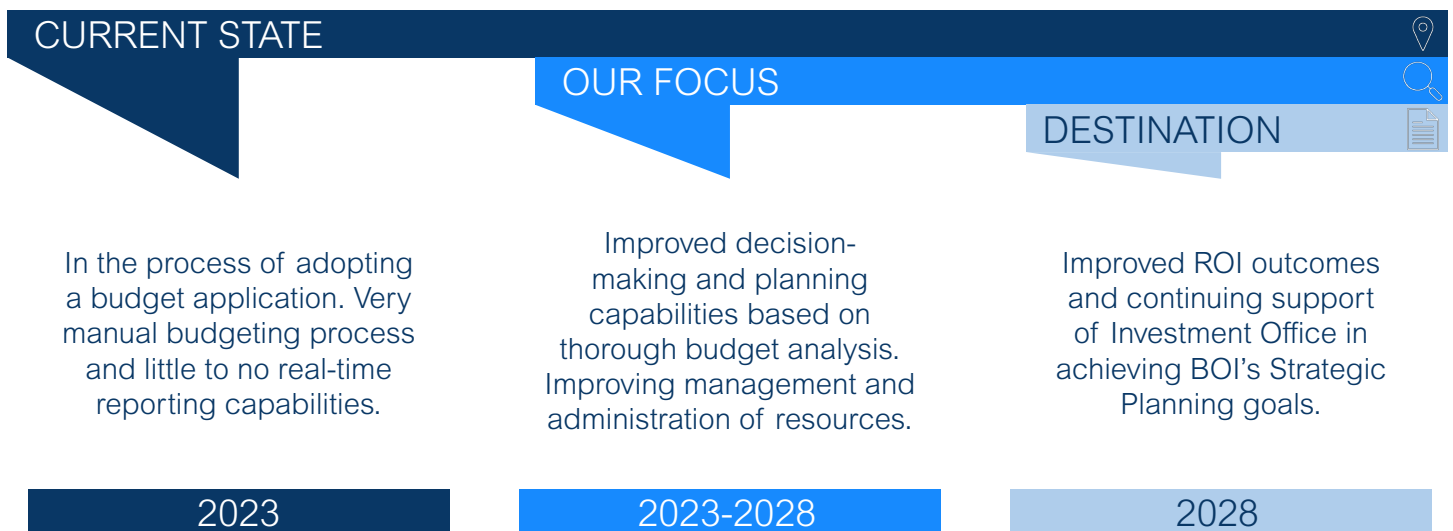 CURRENT STATE
OUR FOCUS
DESTINATION
In the process of adopting
a budget application. Very
manual budgeting process
and little to no real-time
reporting capabilities.
Improved decision-
making and planning
capabilities based on
thorough budget analysis.
Improving management and
administration of resources.
Improved ROI outcomes
and continuing support
of Investment Office in
achieving BOI’s Strategic
Planning goals.
2023
2023-2028
2028